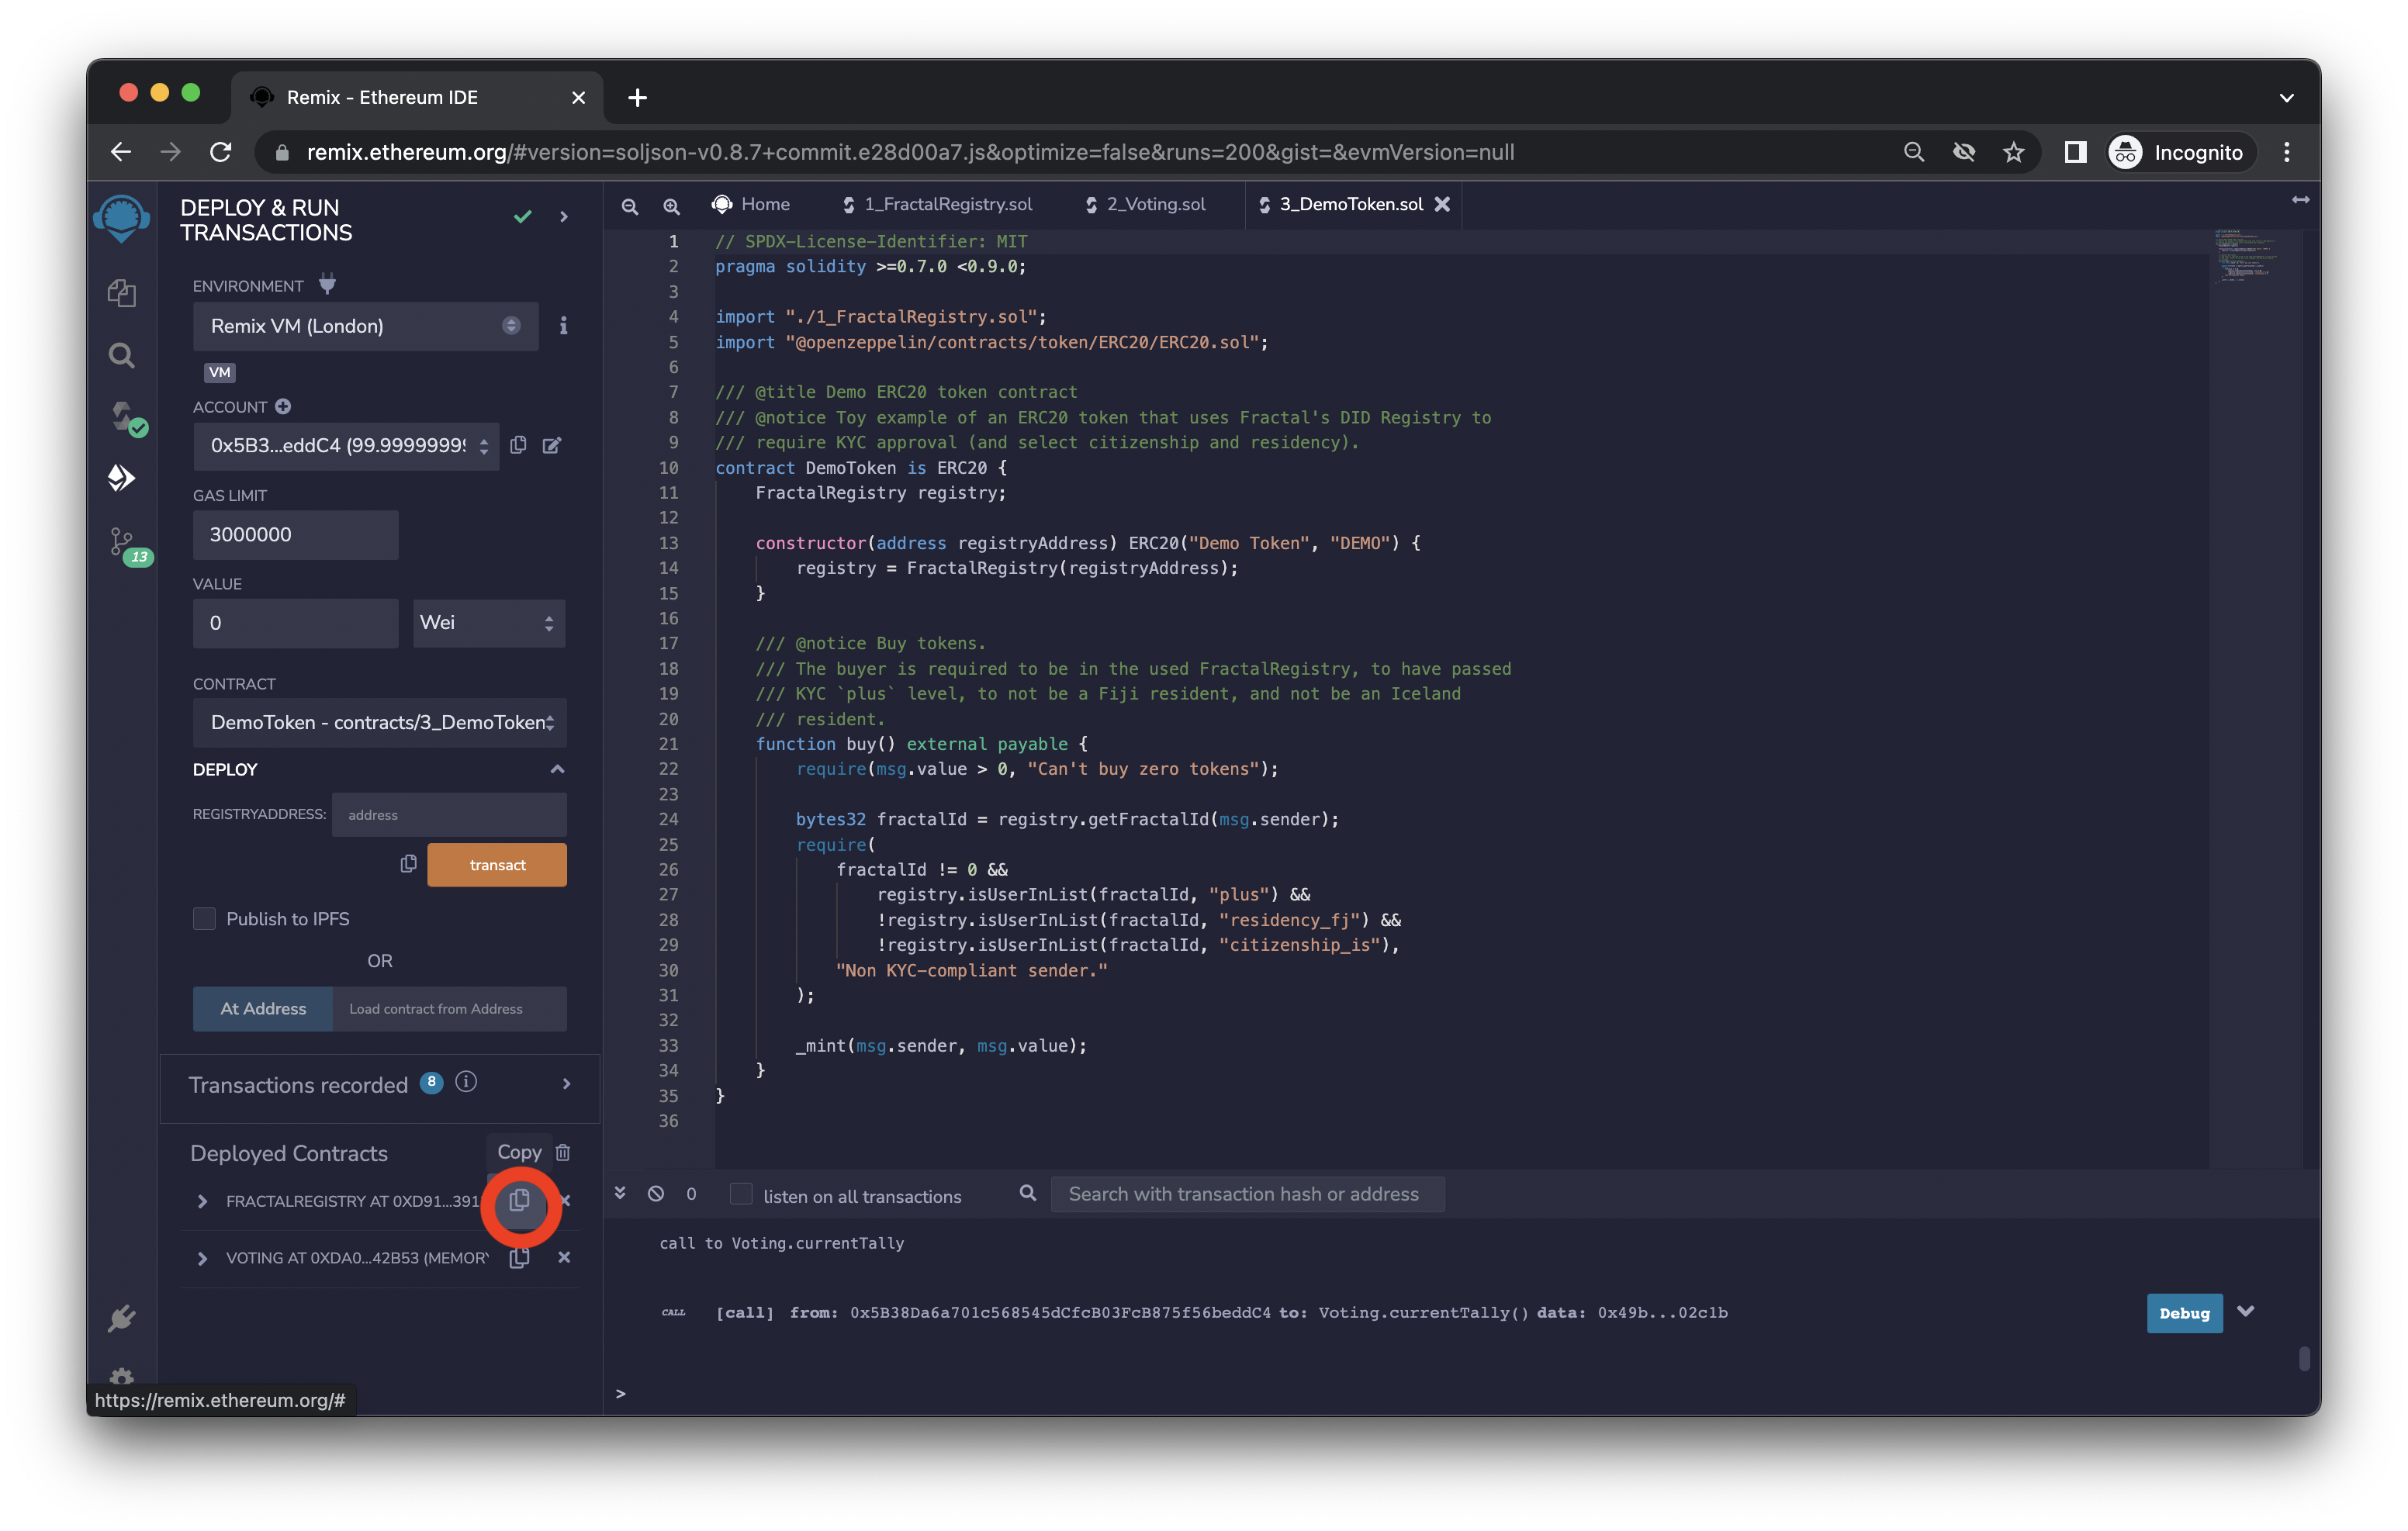 Remix - Ethereum IDE
remix.ethereum.org/#version=soljson-v0.8.7+commit.e28d00a7.js&optimize=false&runs=200&gist=&evmVersion=null
Incognito
DEPLOY & RUN
TRANSACTIONS
ENVIRONMENT
Remix VM (London)
VM
ACCOUNT
0x5B3...eddC4 (99.99999999
GAS LIMIT
3000000
VALUE
0
Wei
CONTRACT
DemoToken - contracts/3_DemoToken
DEPLOY
REGISTRYADDRESS:
address
transact
Publish to IPFS
OR
At Address
Load contract from Address
Transactions recorded 8
Deployed Contracts
Copy
FRACTALREGISTRY AT 0XD91...391
VOTING AT 0XDA0...42B53 (MEMORY
13
https://remix.ethereum.org/#
Home
1_FractalRegistry.sol
2_Voting.sol
3_DemoToken.sol
1 // SPDX-License-Identifier: MIT
2 pragma solidity >=0.7.0 <0.9.0;
3
4 import "./1_FractalRegistry.sol";
5 import "@openzeppelin/contracts/token/ERC20/ERC20.sol";
6
7 /// @title Demo ERC20 token contract
8 /// @notice Toy example of an ERC20 token that uses Fractal's DID Registry to
9 /// require KYC approval (and select citizenship and residency).
10 contract DemoToken is ERC20 {
11 FractalRegistry registry;
12
13 constructor(address registryAddress) ERC20("Demo Token", "DEMO") {
14 registry = FractalRegistry(registryAddress);
15 }
16
17 /// @notice Buy tokens.
18 /// The buyer is required to be in the used FractalRegistry, to have passed
19 /// KYC `plus` level, to not be a Fiji resident, and not be an Iceland
20 /// resident.
21 function buy() external payable {
22 require(msg.value > 0, "Can't buy zero tokens");
23
24 bytes32 fractalId = registry.getFractalId(msg.sender);
25 require(
26 fractalId != 0 &&
27 registry.isUserInList(fractalId, "plus") &&
28 !registry.isUserInList(fractalId, "residency_fj") &&
29 !registry.isUserInList(fractalId, "citizenship_is"),
30 "Non KYC-compliant sender."
31 );
32
33 _mint(msg.sender, msg.value);
34 }
35 }
36
0
listen on all transactions
Search with transaction hash or address
call to Voting.currentTally
CALL [call] from: 0x5B38Da6a701c568545dCfcB03FcB875f56beddC4 to: Voting.currentTally() data: 0x49b...02c1b
Debug
>